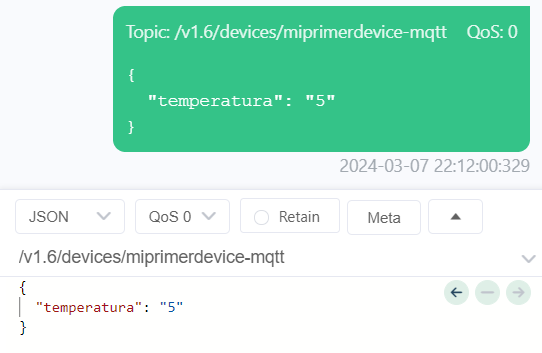 Topic: /v1.6/devices/miprimerdevice-mqtt QoS: 0
{
"temperatura": "5"
}
2024-03-07 22:12:00:329
JSON QoS 0 Retain Meta
/v1.6/devices/miprimerdevice-mqtt
{
"temperatura": "5"
}